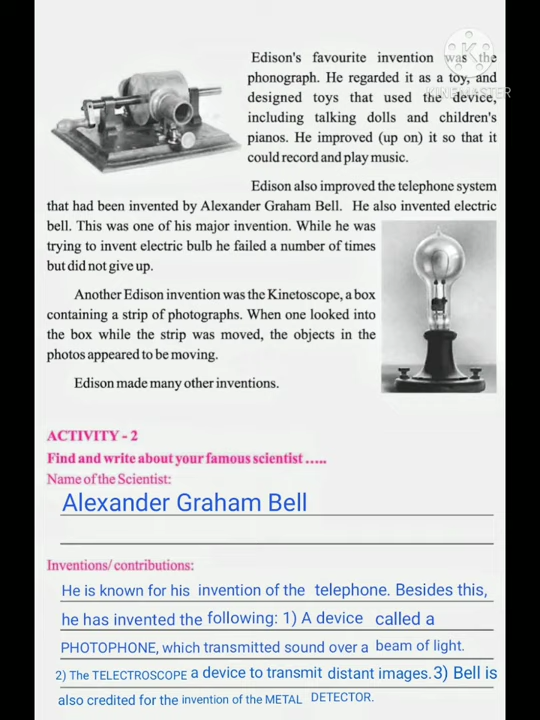 Edison's favourite invention was the
phonograph. He regarded it as a toy, and
designed toys that used the device,
including talking dolls and children's
pianos. He improved (up on) it so that it
could record and play music.
Edison also improved the telephone system
that had been invented by Alexander Graham Bell. He also invented electric
bell. This was one of his major invention. While he was
trying to invent electric bulb he failed a number of times
but did not give up.
Another Edison invention was the Kinetoscope, a box
containing a strip of photographs. When one looked into
the box while the strip was moved, the objects in the
photos appeared to be moving.
Edison made many other inventions.
ACTIVITY - 2
Find and write about your famous scientist .....
Name of the Scientist:
Alexander Graham Bell
Inventions/ contributions:
He is known for his invention of the telephone. Besides this,
he has invented the following: 1) A device called a
PHOTOPHONE, which transmitted sound over a beam of light.
2) The TELECTROSCOPE a device to transmit distant images. 3) Bell is
also credited for the invention of the METAL DETECTOR.
KINEMASTER